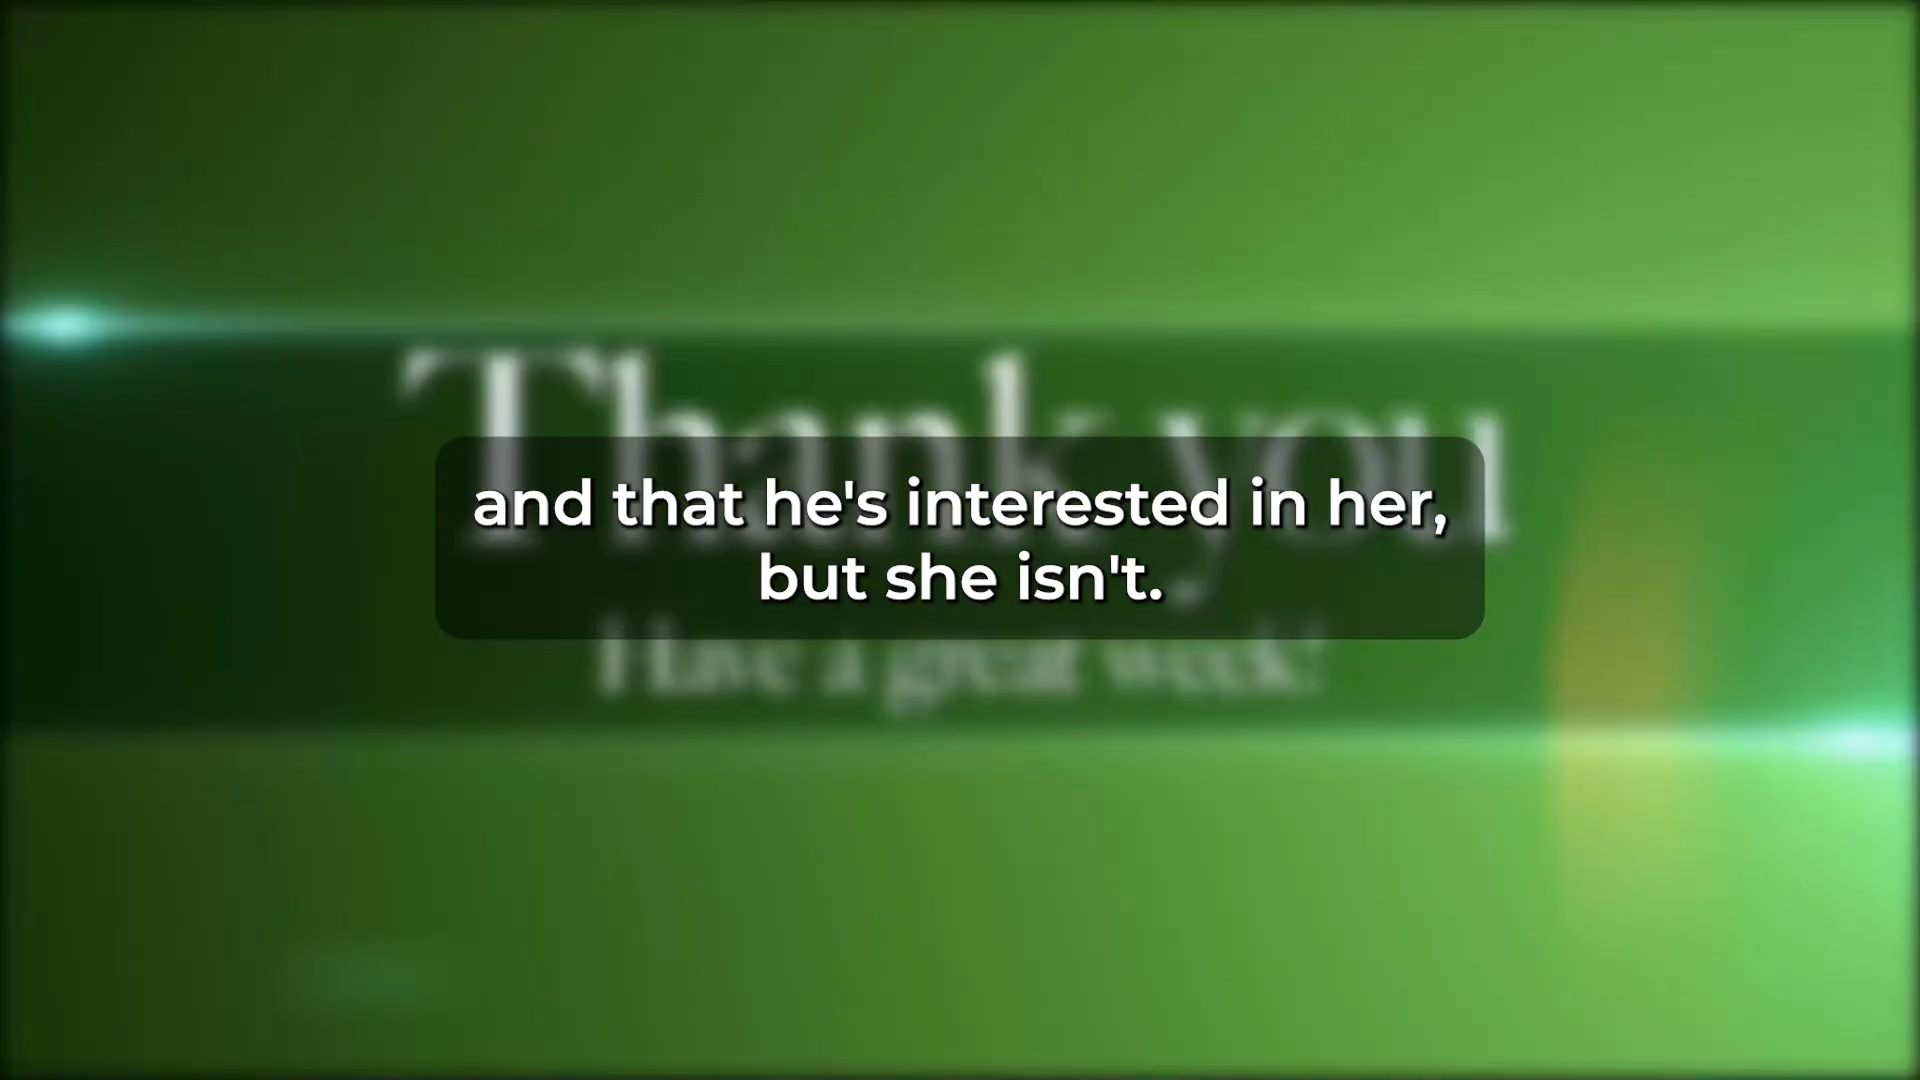 Thank you
and that he's interested in her,
but she isn't.
Have a great week!